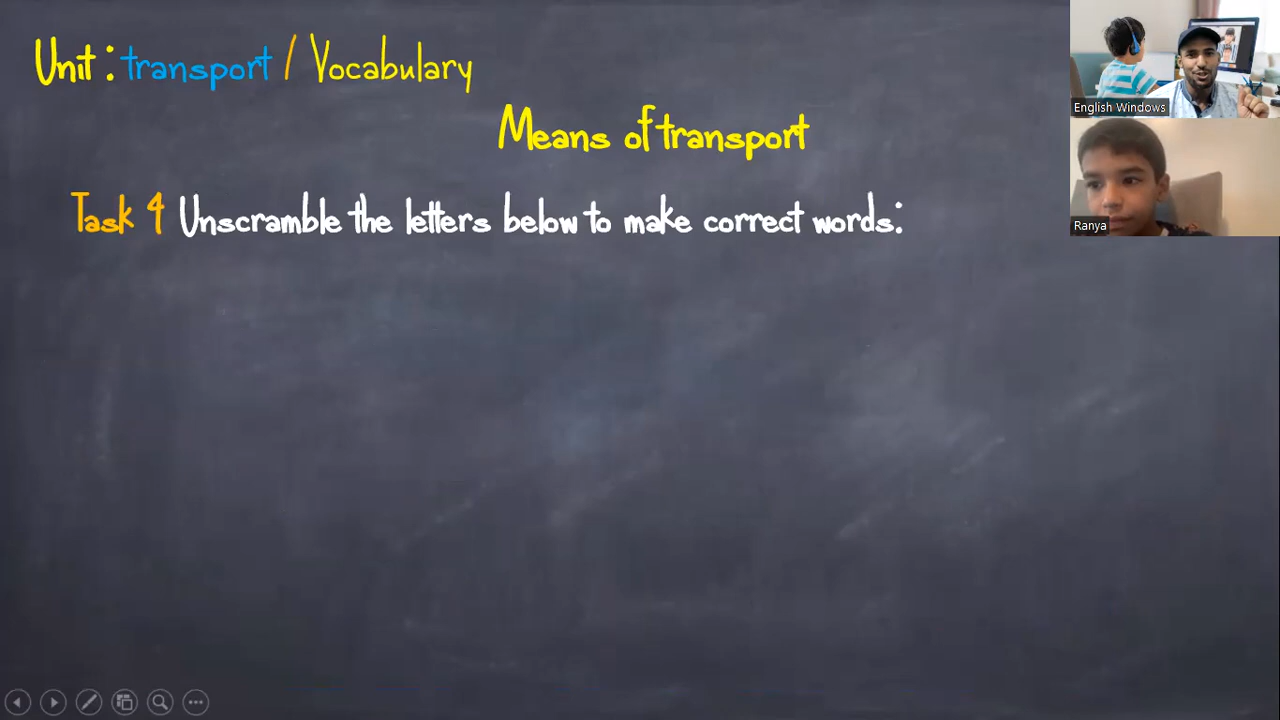 Unit : transport / Vocabulary
Means of transport
Task 4 Unscramble the letters below to make correct words:
English Windows
Ranya